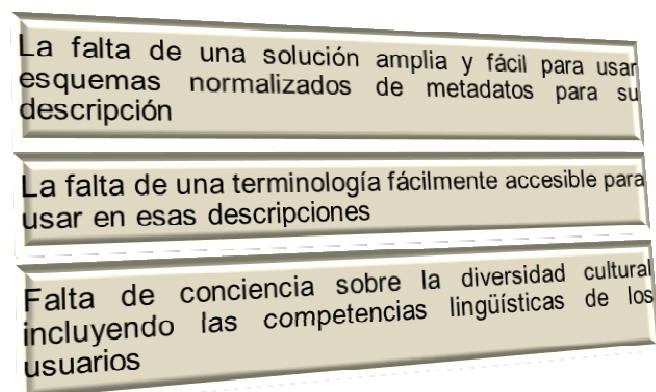 La falta de una solución amplia y fácil para usar
esquemas normalizados de metadatos para su
descripción
La falta de una terminología fácilmente accesible para
usar en esas descripciones
Falta de conciencia sobre la diversidad cultural
incluyendo las competencias lingüísticas de los
usuarios